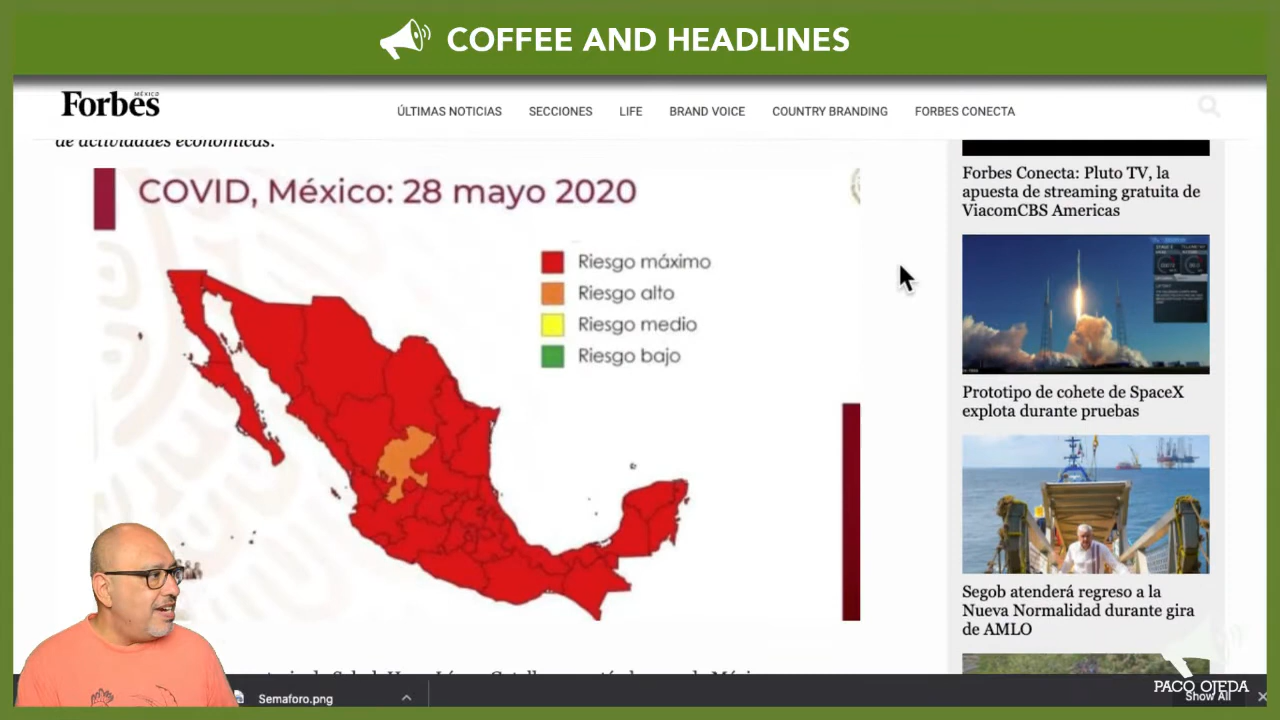 COFFEE AND HEADLINES
Forbes
MÉXICO
ÚLTIMAS NOTICIAS
SECCIONES
LIFE
BRAND VOICE
COUNTRY BRANDING
FORBES CONECTA
de actividades económicas.
COVID, México: 28 mayo 2020
Riesgo máximo
Riesgo alto
Riesgo medio
Riesgo bajo
Forbes Conecta: Pluto TV, la
apuesta de streaming gratuita de
ViacomCBS Americas
Prototipo de cohete de SpaceX
explota durante pruebas
Segob atenderá regreso a la
Nueva Normalidad durante gira
de AMLO
Semaforo.png
PACO OJEDA
Show All